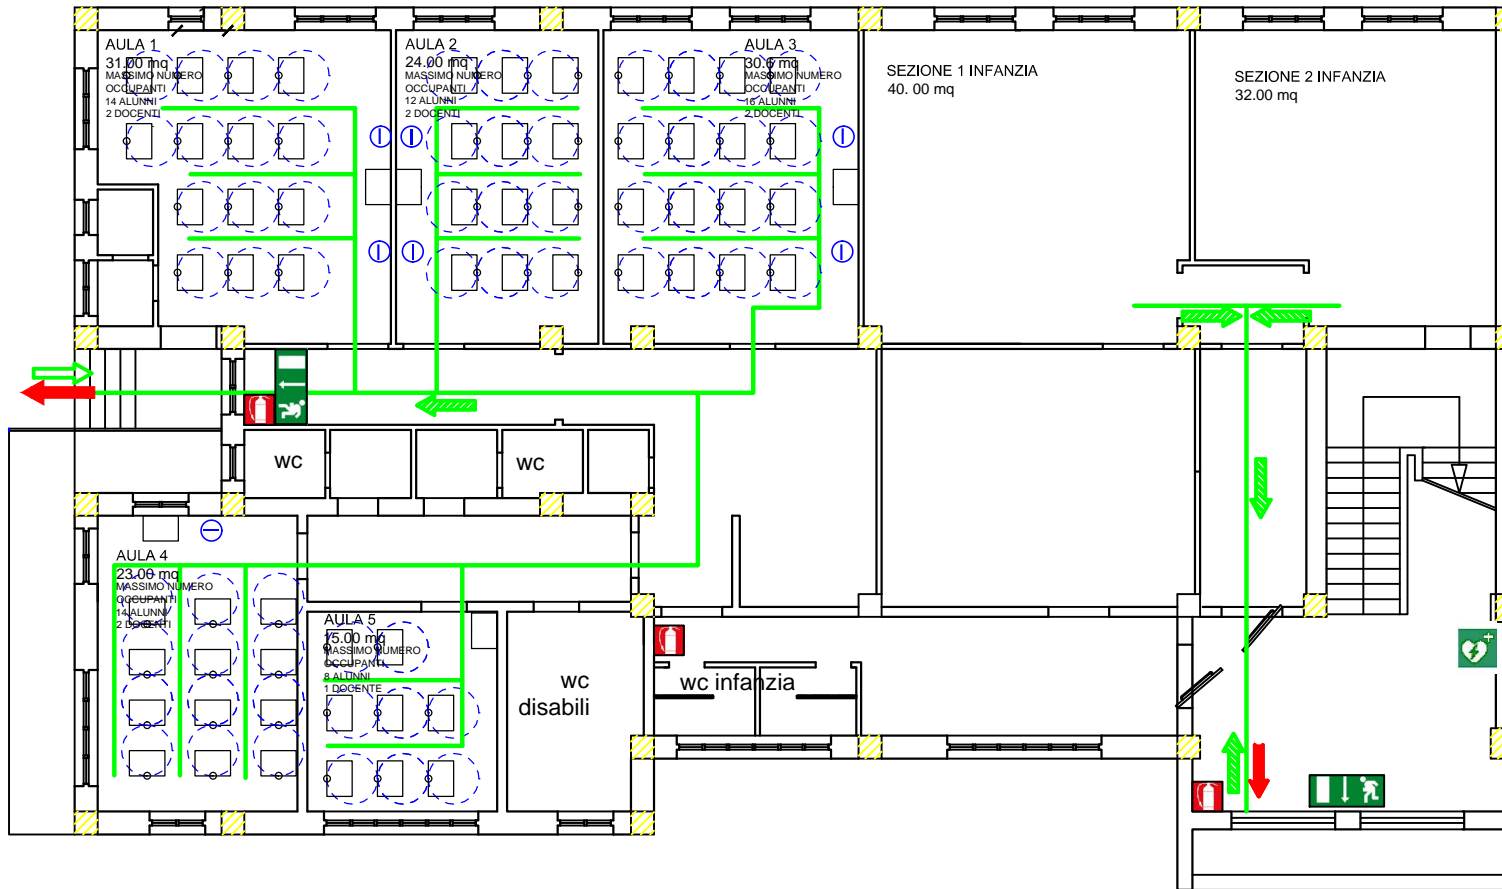 AULA 1
31.00 mq
MASSIMO NUMERO
OCCUPANTI
14 ALUNNI
2 DOCENTI
AULA 2
24.00 mq
MASSIMO NUMERO
OCCUPANTI
12 ALUNNI
2 DOCENTI
AULA 3
30.6 mq
MASSIMO NUMERO
OCCUPANTI
16 ALUNNI
2 DOCENTI
SEZIONE 1 INFANZIA
40. 00 mq
SEZIONE 2 INFANZIA
32.00 mq
wc
wc
AULA 4
23.00 mq
MASSIMO NUMERO
OCCUPANTI
14 ALUNNI
2 DOCENTI
AULA 5
15.00 mq
MASSIMO NUMERO
OCCUPANTI
8 ALUNNI
1 DOCENTE
wc
disabili
wc infanzia